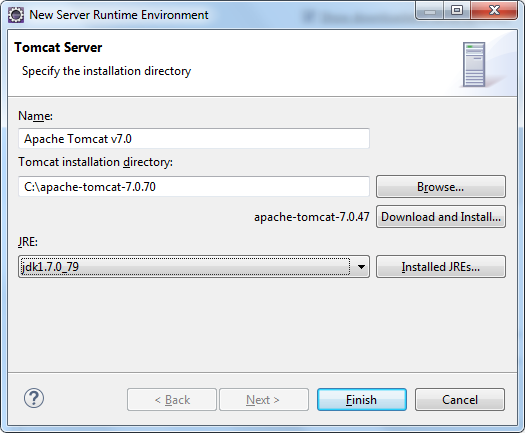 New Server Runtime Environment
Tomcat Server
Specify the installation directory
Name:
Apache Tomcat v7.0
Tomcat installation directory:
C:\apache-tomcat-7.0.70
Browse...
apache-tomcat-7.0.47 Download and Install...
JRE:
jdk1.7.0_79
Installed JREs...
? < Back Next > Finish Cancel